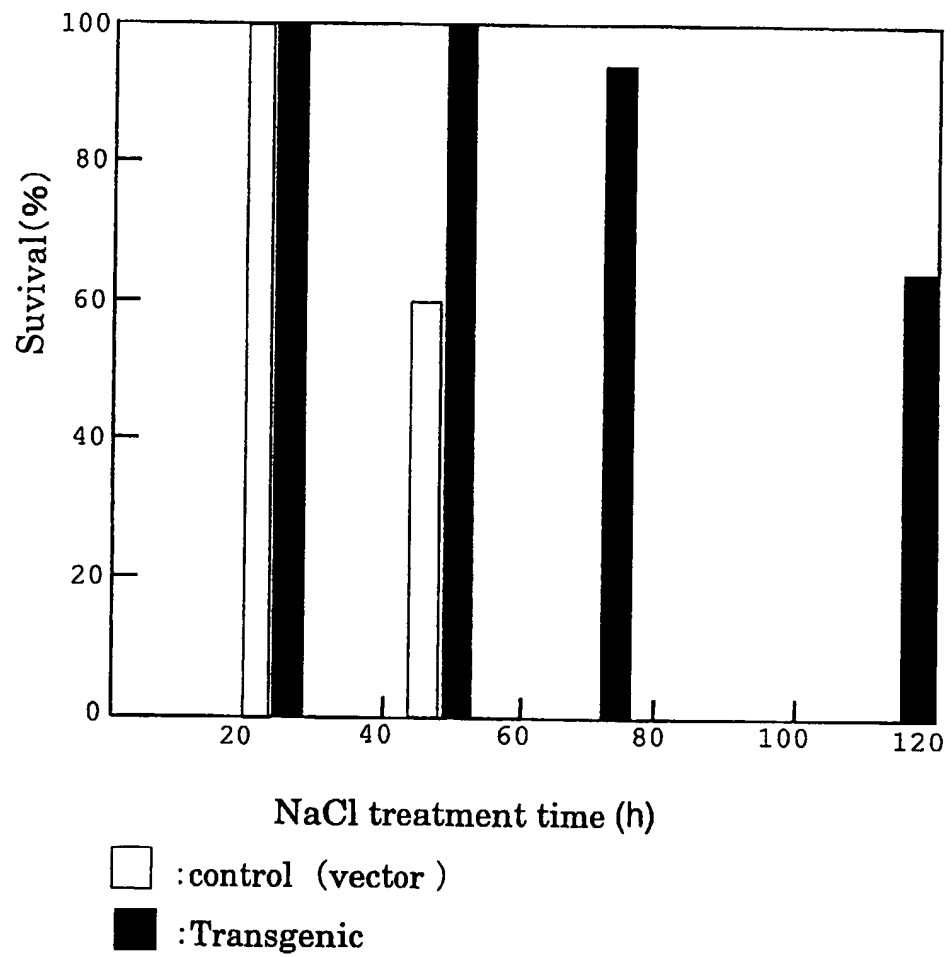 100
80
60
40
20
0
Suvival(%)
20 40 60 80 100 120
NaCl treatment time (h)
:control (vector )
:Transgenic